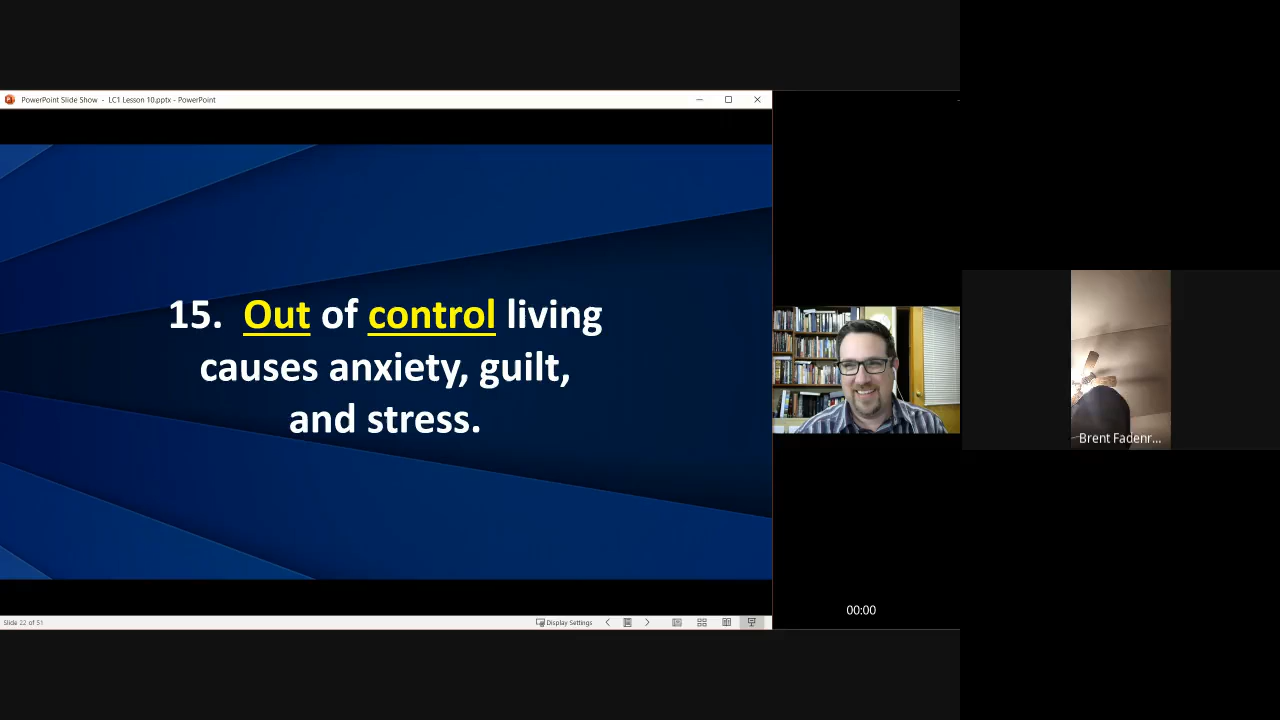 PowerPoint Slide Show - LC1 Lesson 10.pptx - PowerPoint
15. Out of control living
causes anxiety, guilt,
and stress.
Brent Fadenr...
00:00
Slide 22 of 51
Display Settings